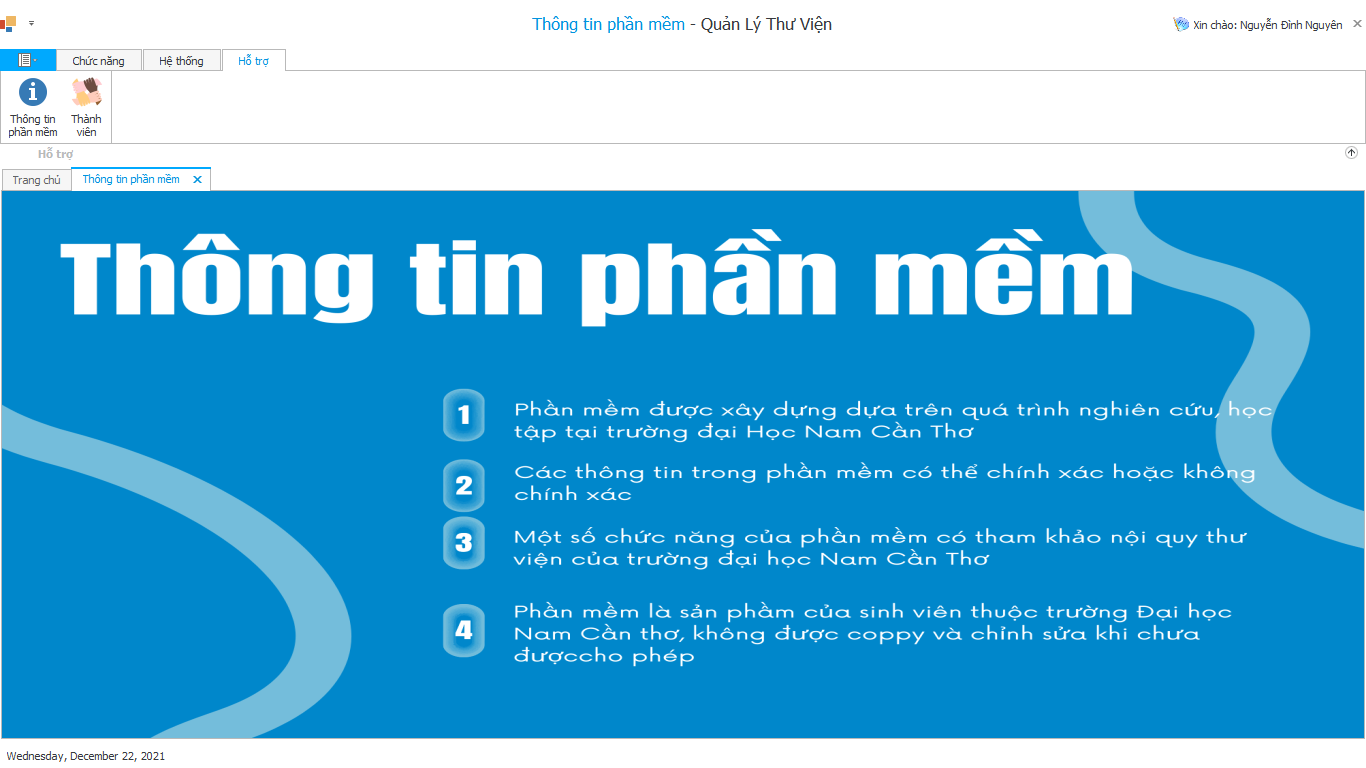 Thông tin phần mềm - Quản Lý Thư Viện
Xin chào: Nguyễn Đình Nguyên
Chức năng
Hệ thống
Hỗ trợ
Thông tin
phần mềm
Thành
viên
Hỗ trợ
Trang chủ
Thông tin phần mềm
Thông tin phần mềm
1
Phần mềm được xây dựng dựa trên quá trình nghiên cứu, học
tập tại trường đại Học Nam Cần Thơ
2
Các thông tin trong phần mềm có thể chính xác hoặc không
chính xác
3
Một số chức năng của phần mềm có tham khảo nội quy thư
viện của trường đại học Nam Cần Thơ
4
Phần mềm là sản phầm của sinh viên thuộc trường Đại học
Nam Cần thơ, không được coppy và chỉnh sửa khi chưa
đượccho phép
Wednesday, December 22, 2021